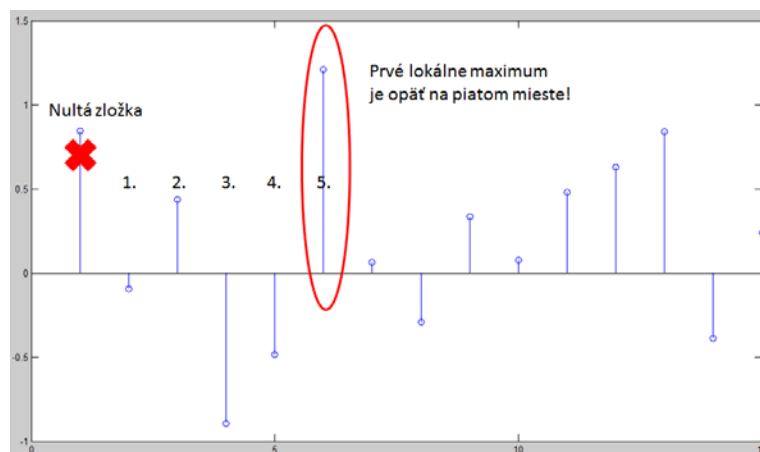 1.5
Prvé lokálne maximum
je opäť na piatom mieste!
Nultá zložka
1
1. 2. 3. 4. 5.
0.5
0
-0.5
-1
0 5 10